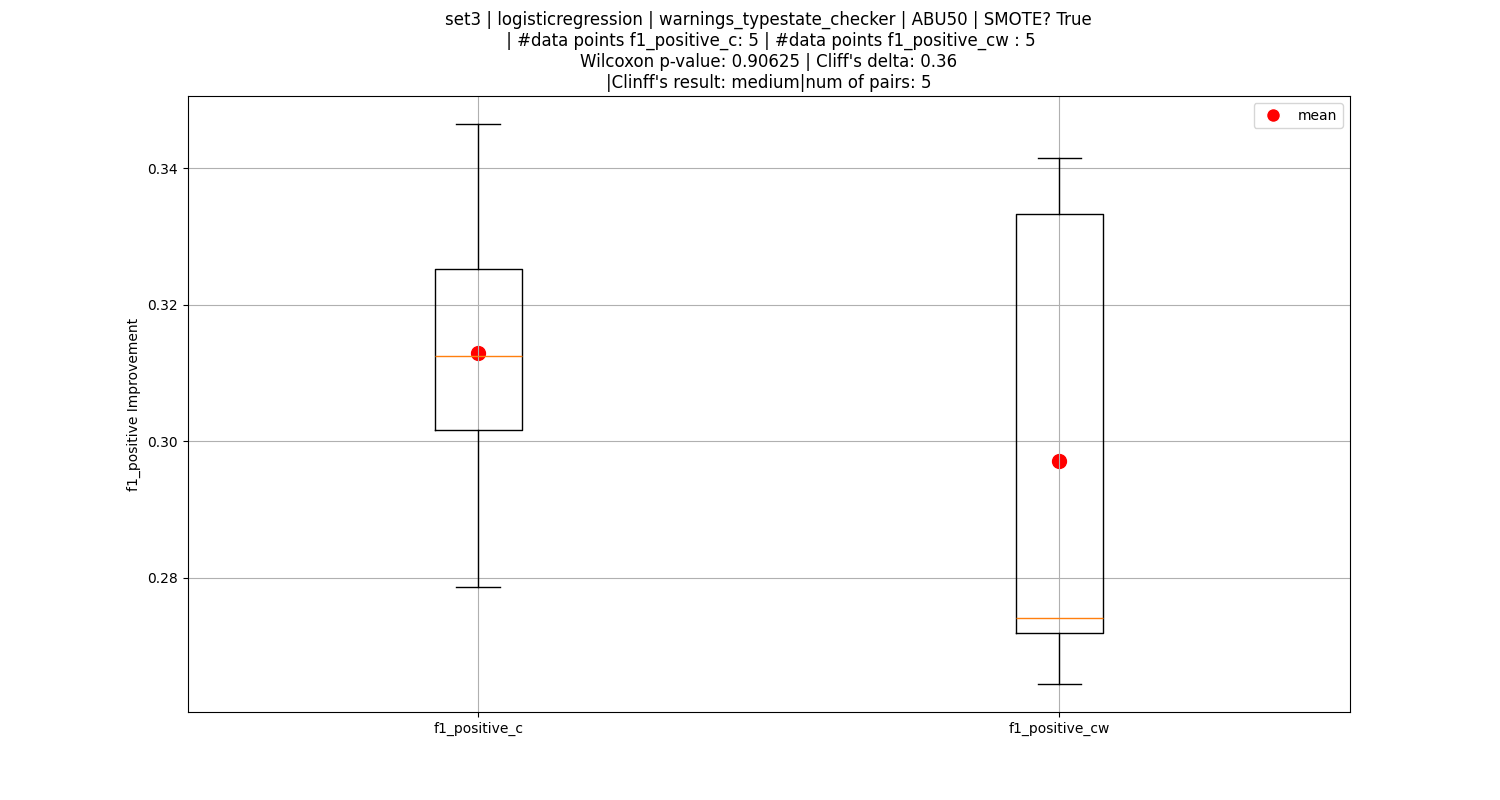 set3 | logisticregression | warnings_typestate_checker | ABU50 | SMOTE? True
| #data points f1_positive_c: 5 | #data points f1_positive_cw : 5
Wilcoxon p-value: 0.90625 | Cliff's delta: 0.36
|Clinff's result: medium|num of pairs: 5
mean
0.34
0.32
0.30
0.28
f1_positive Improvement
f1_positive_c
f1_positive_cw